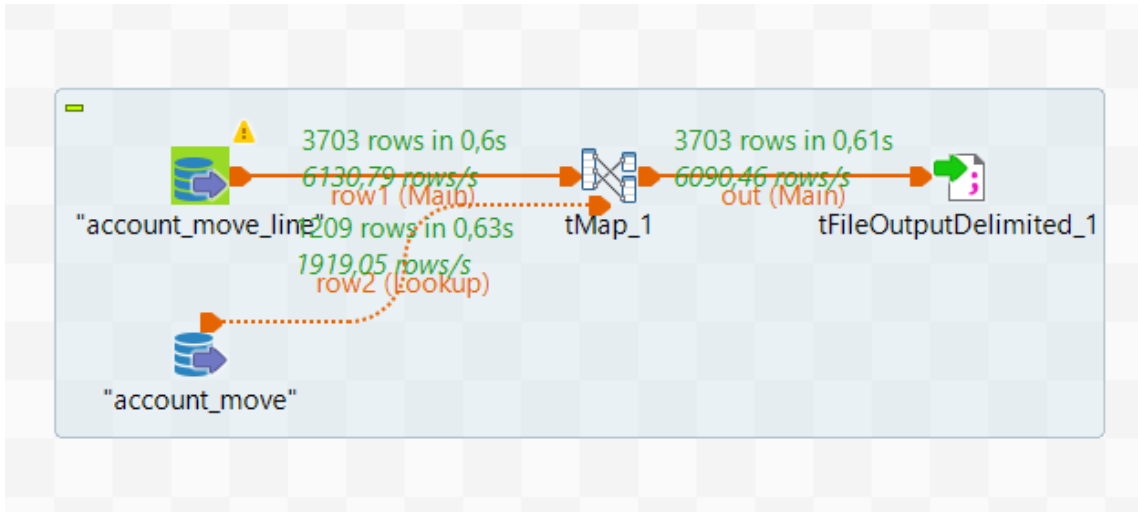 3703 rows in 0,6s
6130,79 rows/s
row1 (Main)
3703 rows in 0,61s
6090,46 rows/s
out (Main)
"account_move_line"
1209 rows in 0,63s
1919,05 rows/s
row2 (Lookup)
tMap_1
tFileOutputDelimited_1
"account_move"